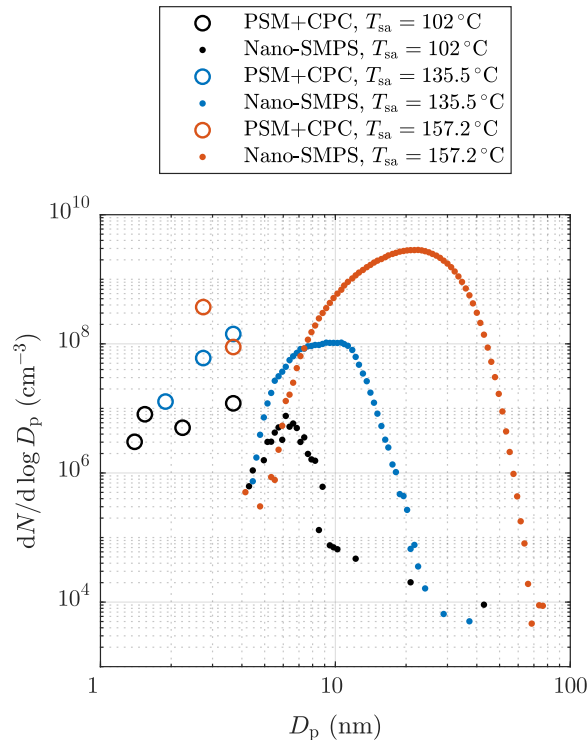 PSM+CPC, T_sa = 102 °C
Nano-SMPS, T_sa = 102 °C
PSM+CPC, T_sa = 135.5 °C
Nano-SMPS, T_sa = 135.5 °C
PSM+CPC, T_sa = 157.2 °C
Nano-SMPS, T_sa = 157.2 °C
10^10
10^8
10^6
10^4
dN/d log D_p (cm^−3)
1 10 100
D_p (nm)